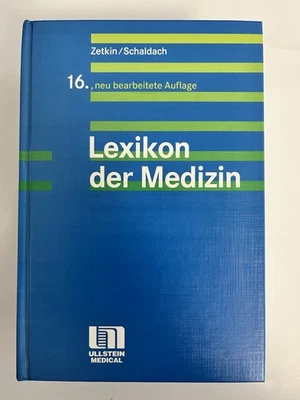 Zetkin/Schaldach
16., neu bearbeitete Auflage
Lexikon
der Medizin
ULLSTEIN
MEDICAL